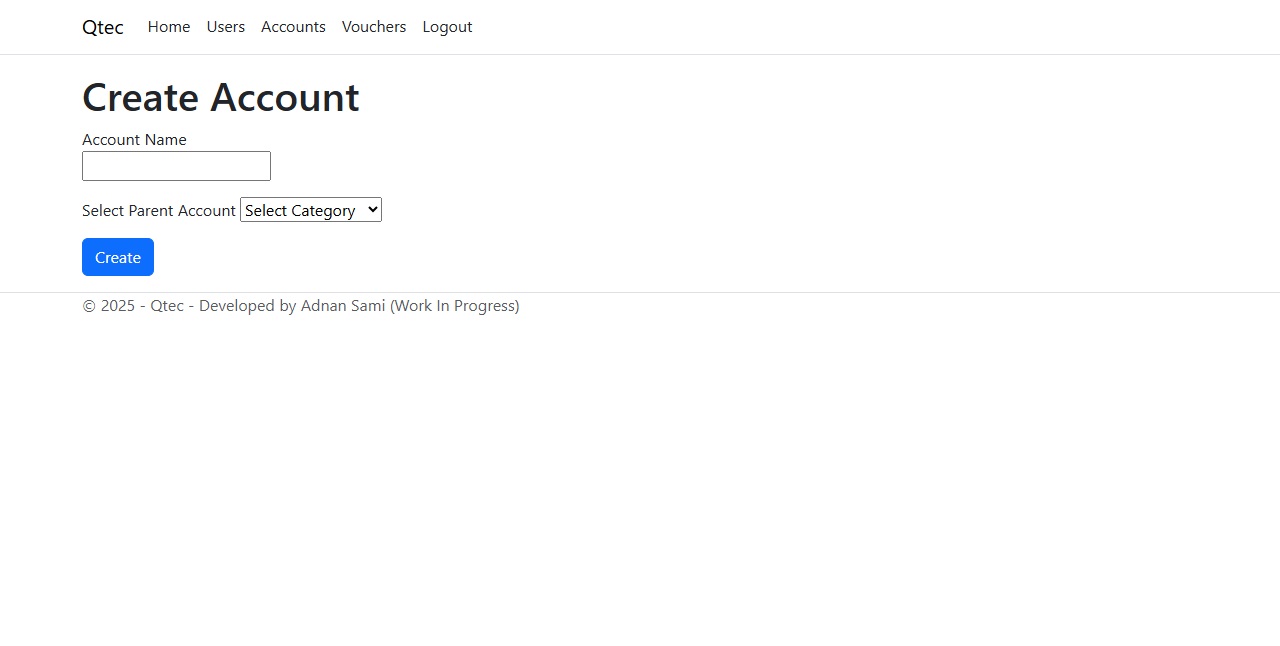 Qtec Home Users Accounts Vouchers Logout
Create Account
Account Name
Select Parent Account Select Category
Create
© 2025 - Qtec - Developed by Adnan Sami (Work In Progress)